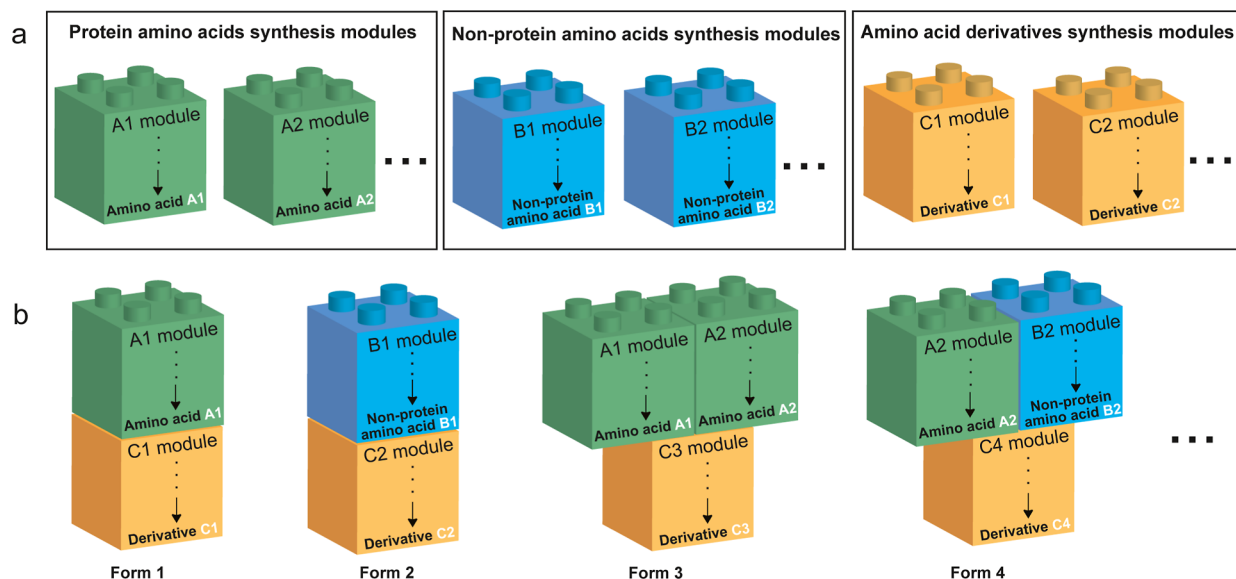 a
Protein amino acids synthesis modules
Non-protein amino acids synthesis modules
Amino acid derivatives synthesis modules
A1 module
Amino acid A1
A2 module
Amino acid A2
B1 module
Non-protein
amino acid B1
B2 module
Non-protein
amino acid B2
C1 module
Derivative C1
C2 module
Derivative C2
b
A1 module
Amino acid A1
C1 module
Derivative C1
Form 1
B1 module
Non-protein
amino acid B1
C2 module
Derivative C2
Form 2
A1 module
Amino acid A1
A2 module
Amino acid A2
C3 module
Derivative C3
Form 3
A2 module
Amino acid A2
B2 module
Non-protein
amino acid B2
C4 module
Derivative C4
Form 4